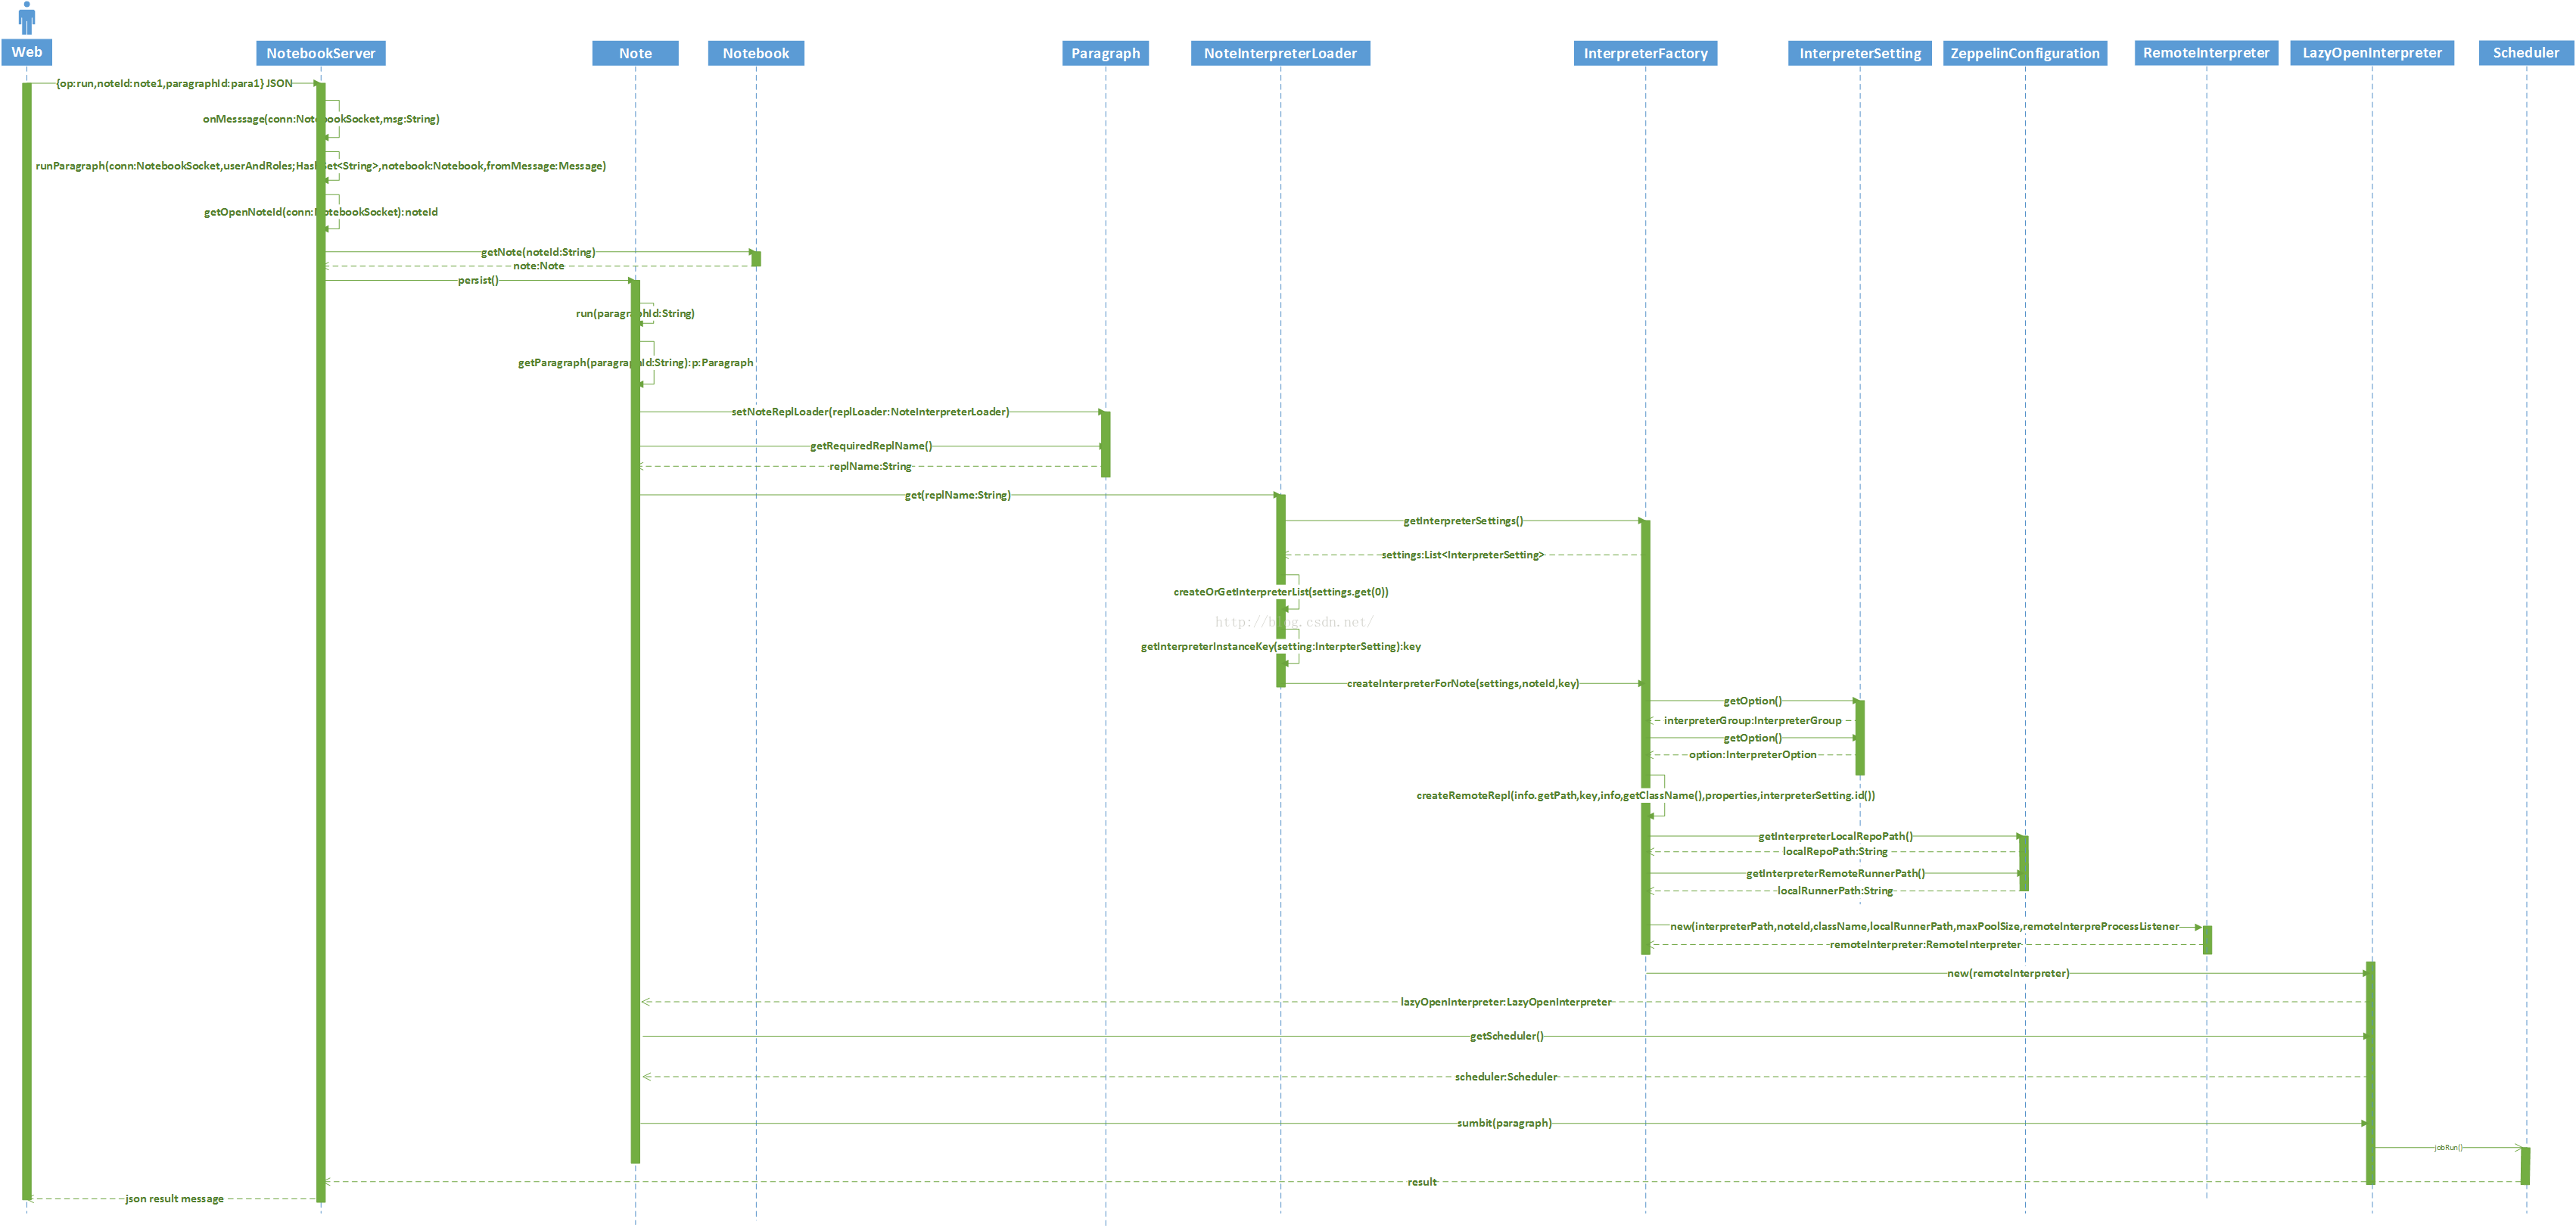 Web
NotebookServer
Note
Notebook
Paragraph
NoteInterpreterLoader
InterpreterFactory
InterpreterSetting
ZeppelinConfiguration
RemoteInterpreter
LazyOpenInterpreter
Scheduler
{op:run,noteId:note1,paragraphId:para1} JSON
onMesssage(conn:NotebookSocket,msg:String)
runParagraph(conn:NotebookSocket,userAndRoles;HashSet<String>,notebook:Notebook,fromMessage:Message)
getOpenNoteId(conn:NotebookSocket):noteId
getNote(noteId:String)
note:Note
persist()
run(paragraphId:String)
getParagraph(paragraphId:String):p:Paragraph
setNoteReplLoader(replLoader:NoteInterpreterLoader)
getRequiredReplName()
replName:String
get(replName:String)
getInterpreterSettings()
settings:List<InterpreterSetting>
createOrGetInterpreterList(settings.get(0))
http://blog.csdn.net/
getInterpreterInstanceKey(setting:InterpterSetting):key
createInterpreterForNote(settings,noteId,key)
getOption()
interpreterGroup:InterpreterGroup
getOption()
option:InterpreterOption
createRemoteRepl(info.getPath,key,info,getClassName(),properties,interpreterSetting.id())
getInterpreterLocalRepoPath()
localRepoPath:String
getInterpreterRemoteRunnerPath()
localRunnerPath:String
new(interpreterPath,noteId,className,localRunnerPath,maxPoolSize,remoteInterpreProcessListener
remoteInterpreter:RemoteInterpreter
new(remoteInterpreter)
lazyOpenInterpreter:LazyOpenInterpreter
getScheduler()
scheduler:Scheduler
sumbit(paragraph)
jobRun()
result
json result message